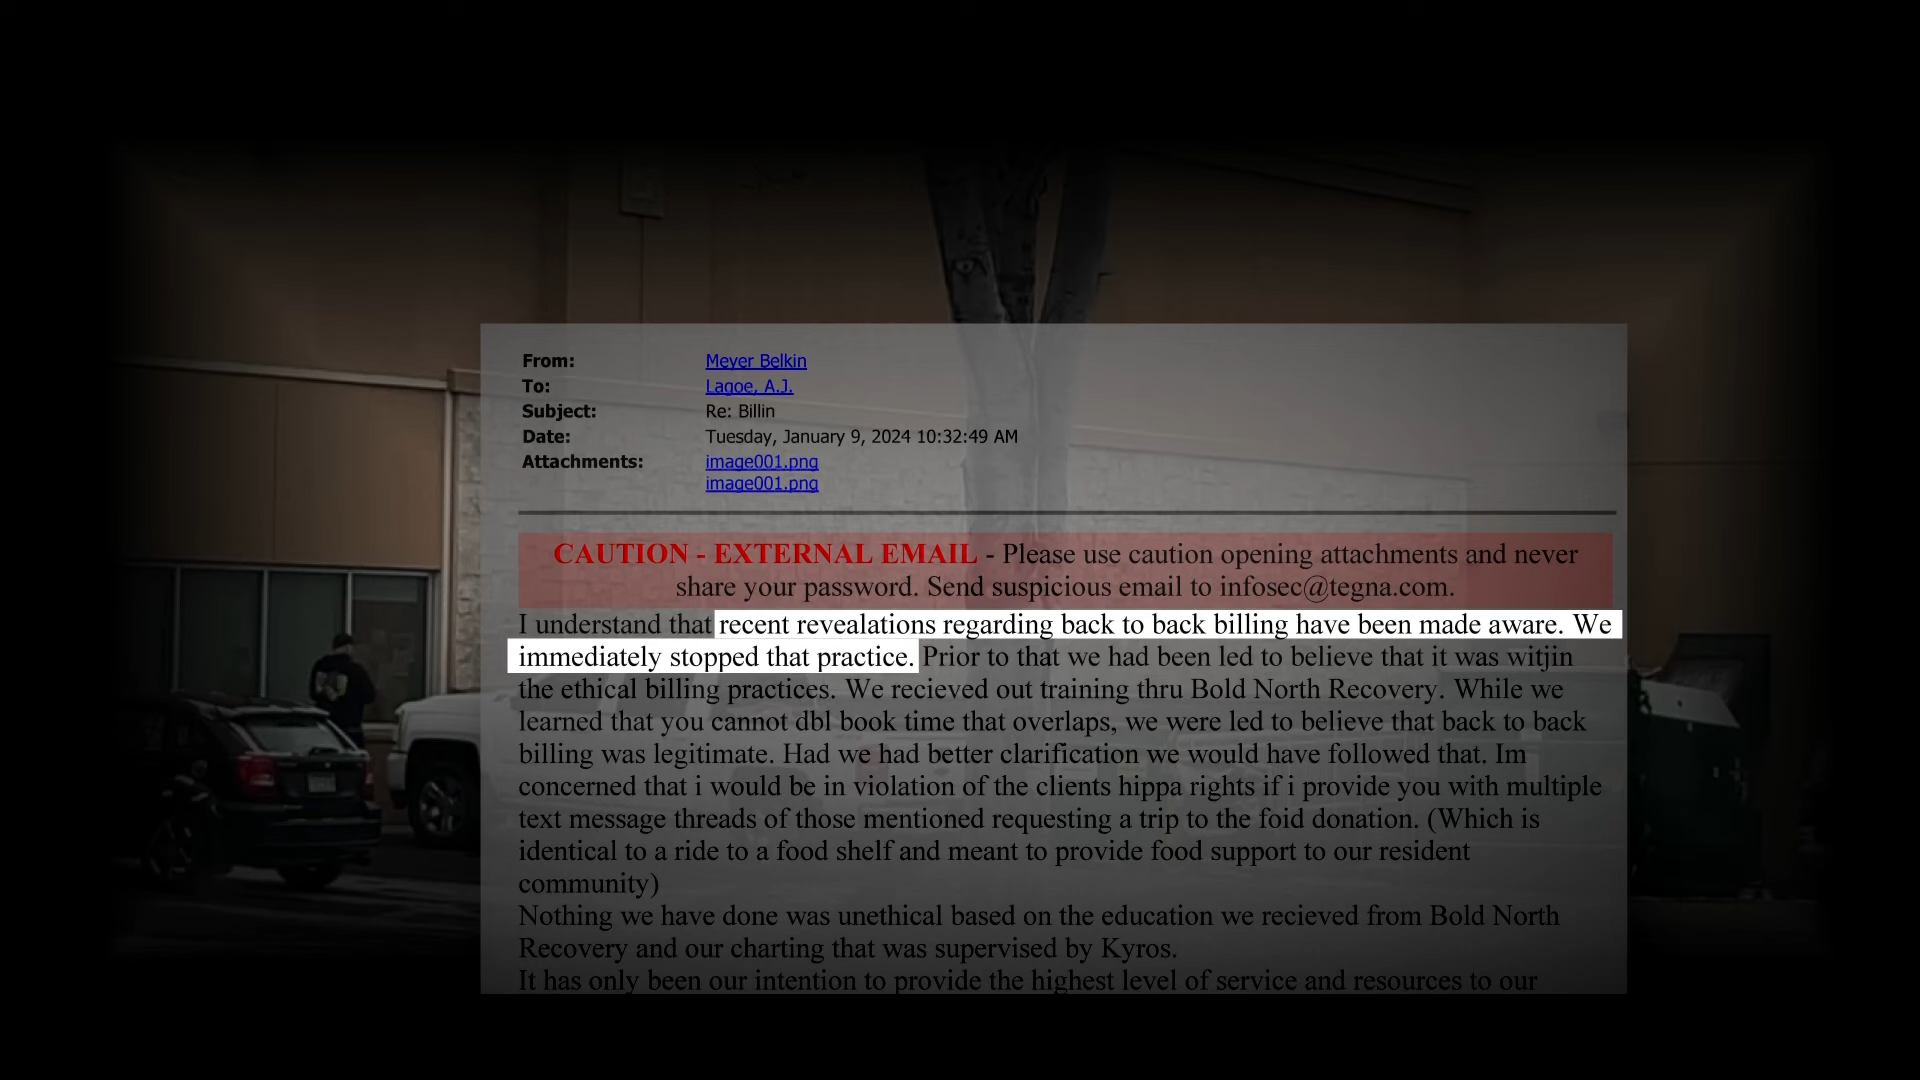 From: Meyer Belkin
To: Lagoe, A.J.
Subject: Re: Billin
Date: Tuesday, January 9, 2024 10:32:49 AM
Attachments: image001.png
image001.png
CAUTION - EXTERNAL EMAIL - Please use caution opening attachments and never
share your password. Send suspicious email to infosec@tegna.com.
I understand that recent revealations regarding back to back billing have been made aware. We
immediately stopped that practice. Prior to that we had been led to believe that it was witjin
the ethical billing practices. We recieved out training thru Bold North Recovery. While we
learned that you cannot dbl book time that overlaps, we were led to believe that back to back
billing was legitimate. Had we had better clarification we would have followed that. Im
concerned that i would be in violation of the clients hippa rights if i provide you with multiple
text message threads of those mentioned requesting a trip to the foid donation. (Which is
identical to a ride to a food shelf and meant to provide food support to our resident
community)
Nothing we have done was unethical based on the education we recieved from Bold North
Recovery and our charting that was supervised by Kyros.
It has only been our intention to provide the highest level of service and resources to our